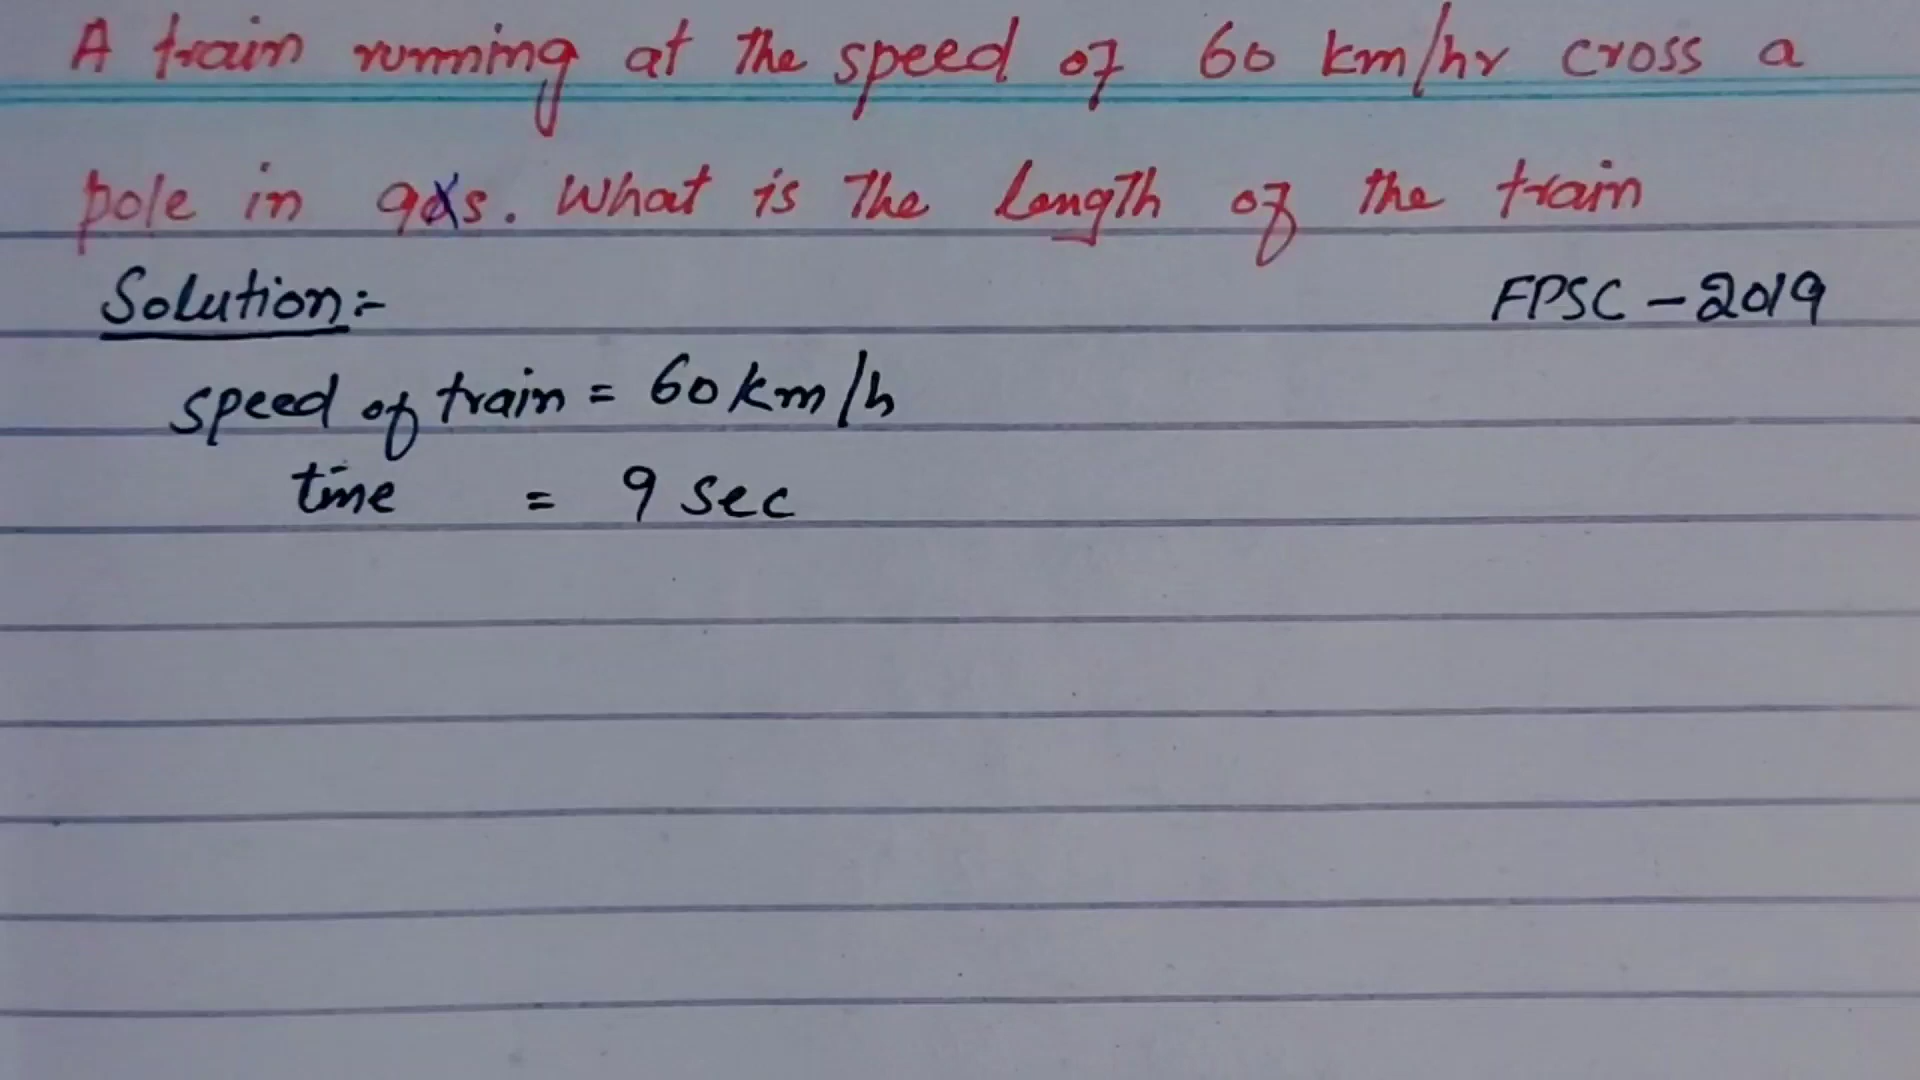 A train running at the speed of 60 km/hr cross a
pole in 9s. What is the length of the train
Solution:-
FPSC - 2019
speed of train = 60 km/h
time = 9 sec